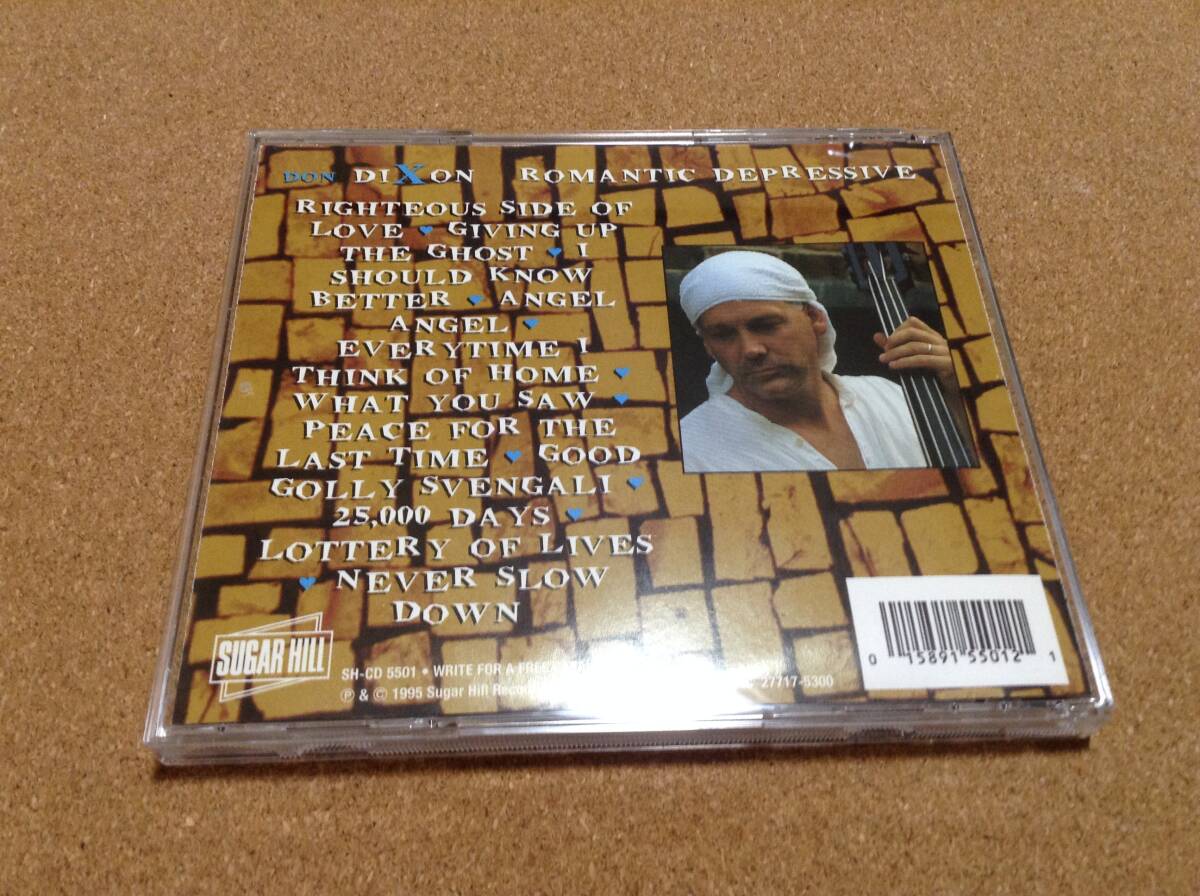 DON DIXON ROMANTIC DEPRESSIVE
RIGHTEOUS SIDE OF
LOVE ♥ GIVING UP
THE GHOST ♥ I
SHOULD KNOW
BETTER ♥ ANGEL
ANGEL ♥
EVERYTIME I
THINK OF HOME ♥
WHAT YOU SAW ♥
PEACE FOR THE
LAST TIME ♥ GOOD
GOLLY SVENGALI ♥
25,000 DAYS ♥
LOTTERY OF LIVES
♥ NEVER SLOW
DOWN
SUGAR HILL
SH-CD 5501 • WRITE FOR A FREE 27717-5300
℗ & © 1995 Sugar Hill
0 15891 55012 1